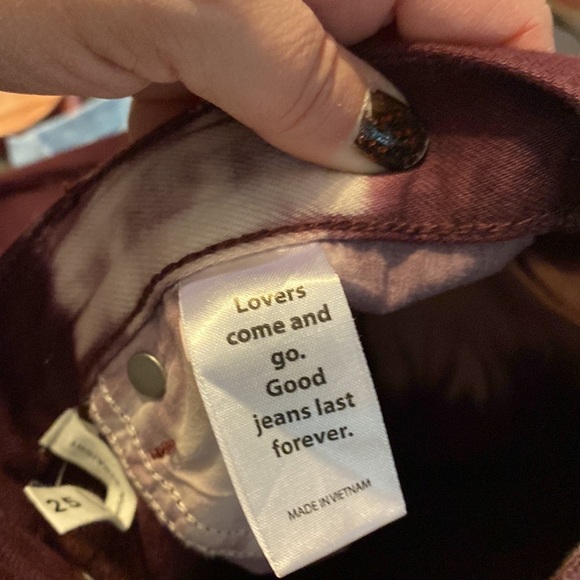 Lovers
come and
go.
Good
jeans last
forever.
MADE IN VIETNAM
25